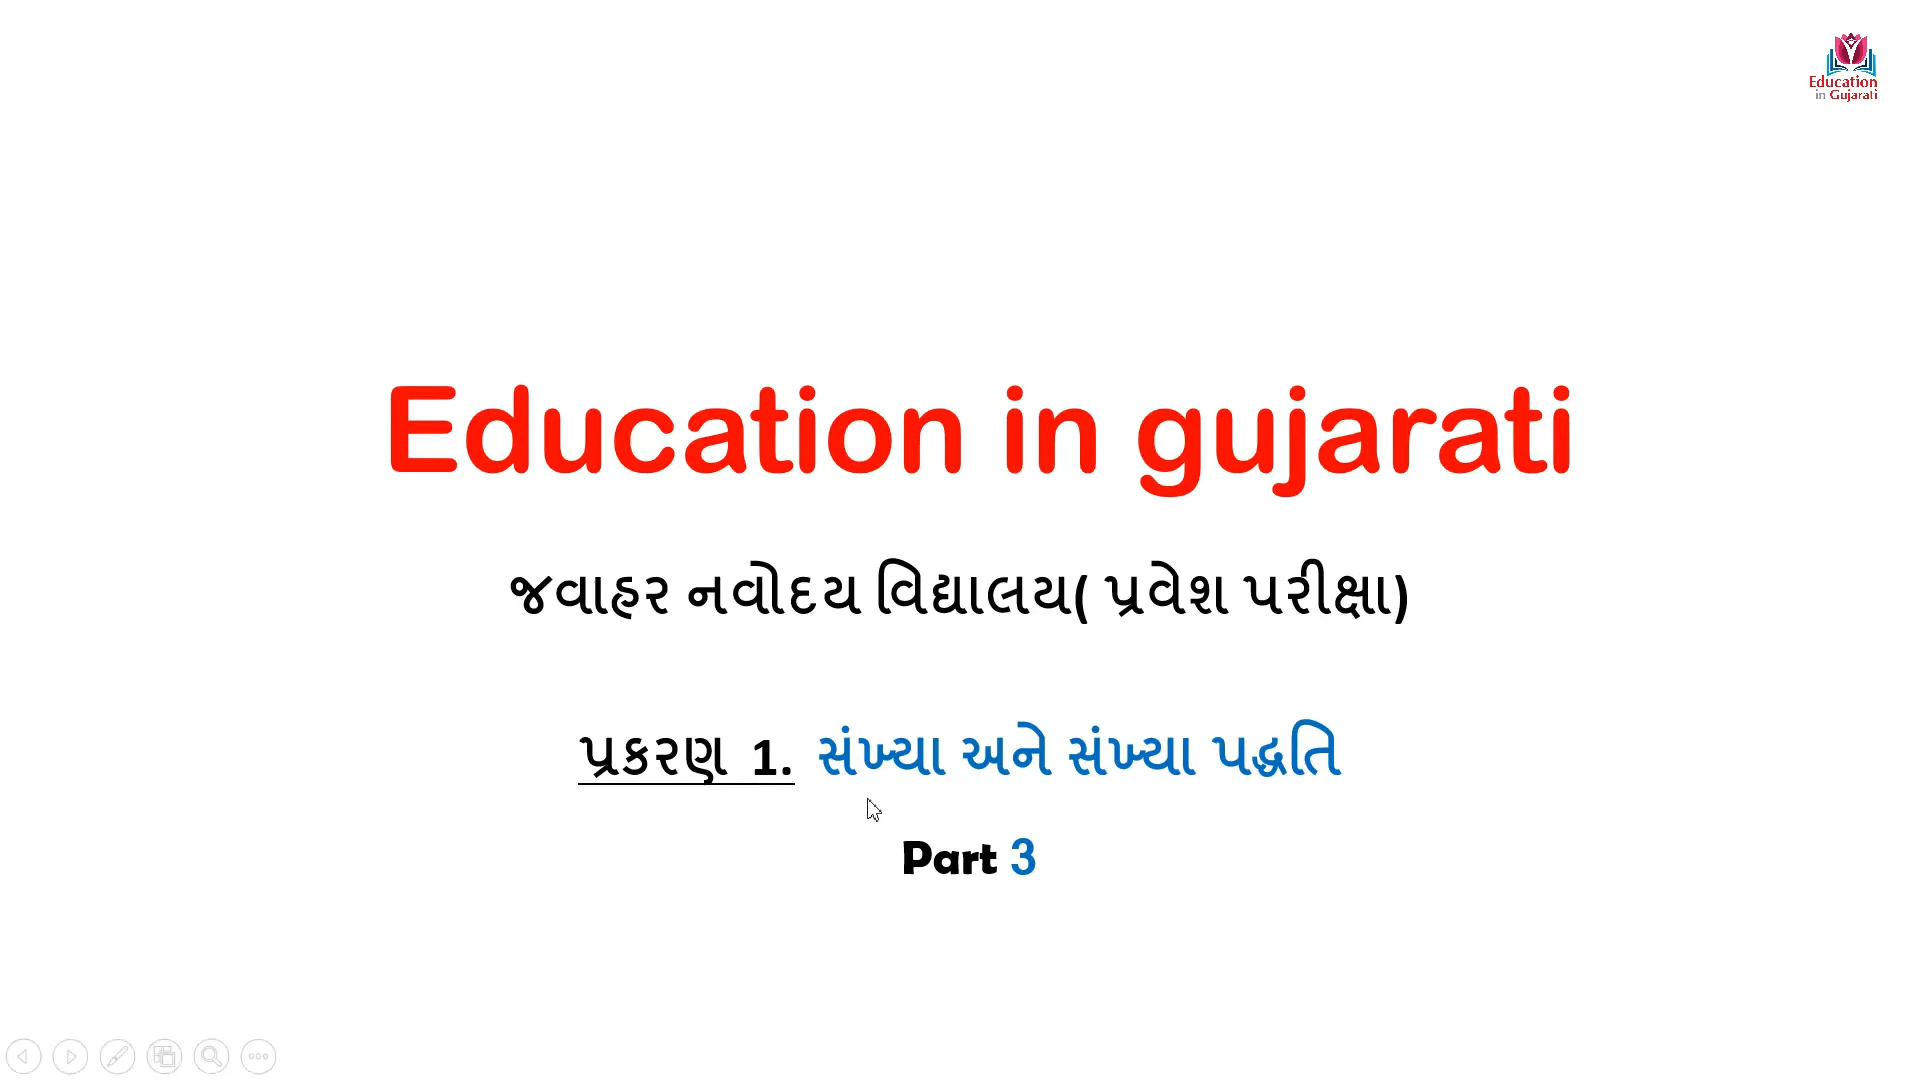 Education
in Gujarati
Education in gujarati
જવાહર નવોદય વિદ્યાલય( પ્રવેશ પરીક્ષા)
પ્રકરણ 1. સંખ્યા અને સંખ્યા પદ્ધતિ
Part 3